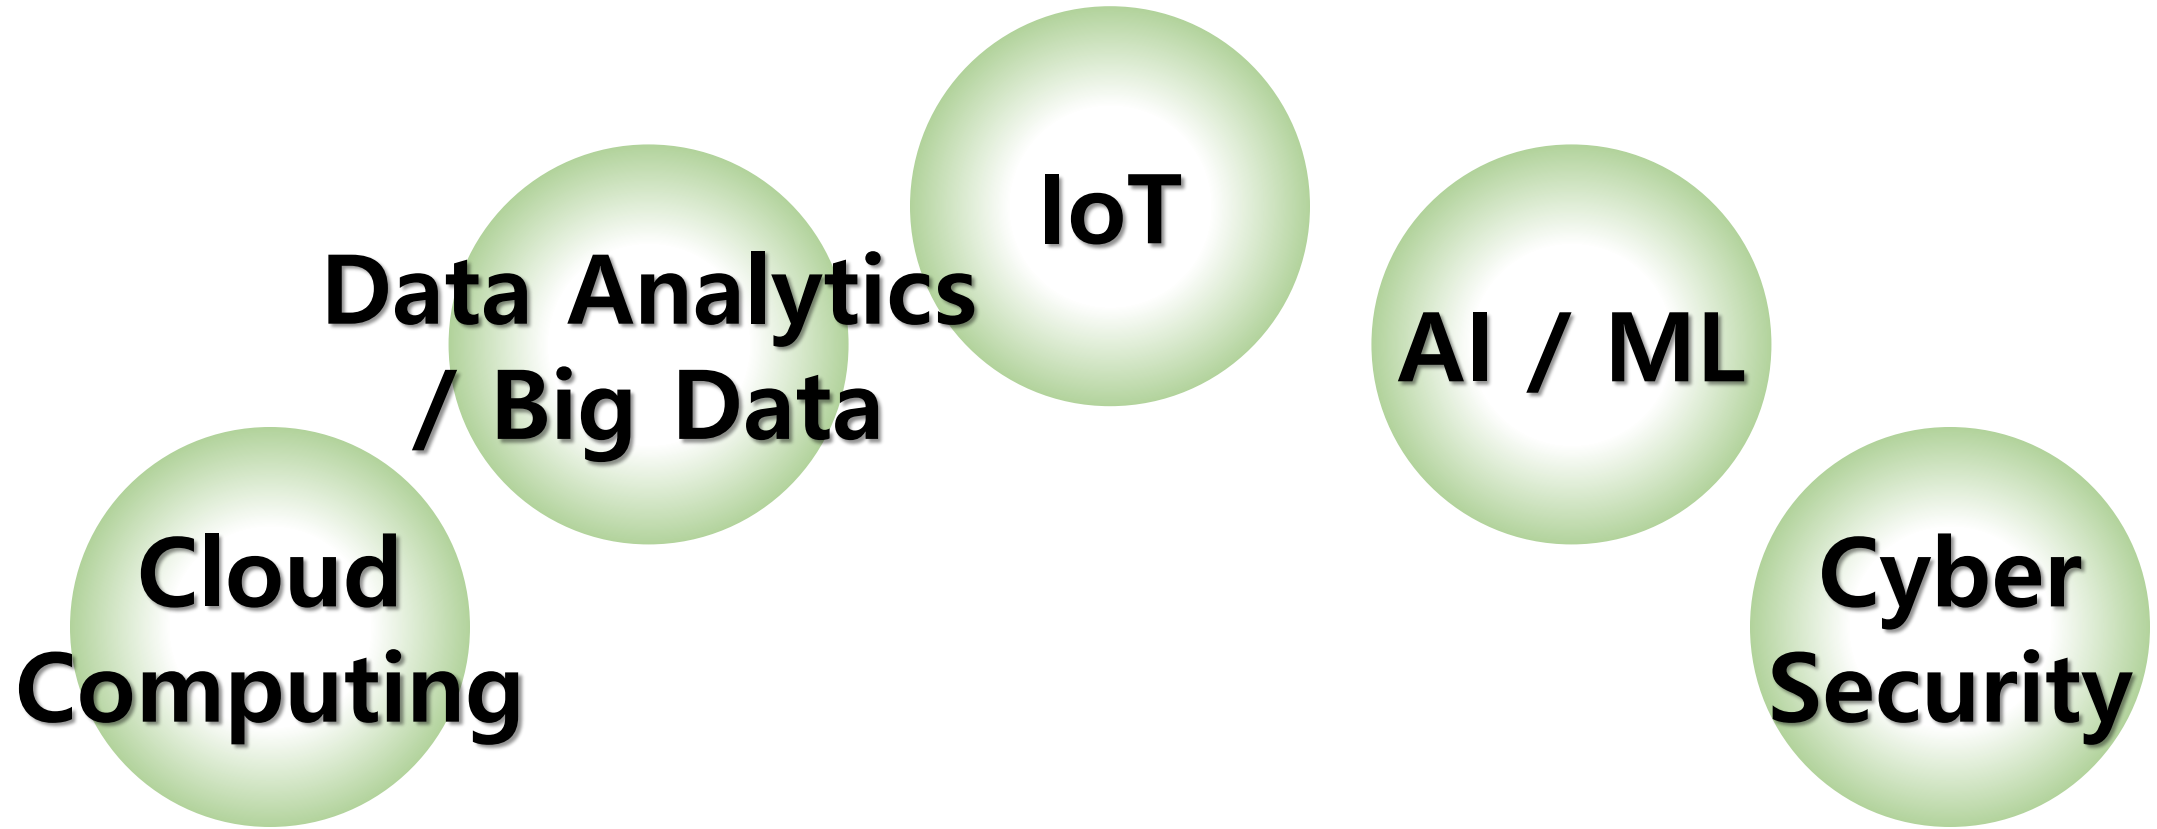 Cloud
Computing
Data Analytics
/ Big Data
IoT
AI / ML
Cyber
Security